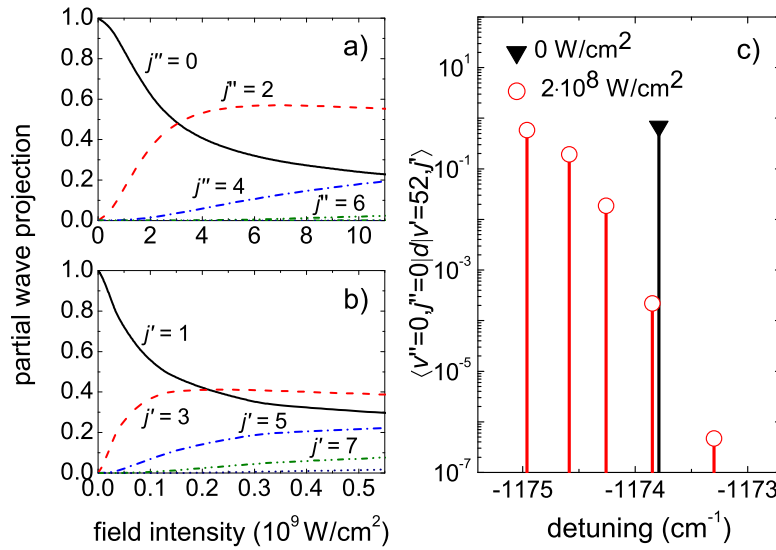 partial wave projection
1.0
0.8
0.6
0.4
0.2
0.0
a)
j'' = 0
j'' = 2
j'' = 4
j'' = 6
0 2 4 6 8 10
1.0
0.8
0.6
0.4
0.2
0.0
b)
j' = 1
j' = 3
j' = 5
j' = 7
0.0 0.1 0.2 0.3 0.4 0.5
field intensity (10⁹ W/cm²)
⟨v''=0,j''=0|d|v'=52,j'⟩
10¹
10⁻¹
10⁻³
10⁻⁵
10⁻⁷
c)
0 W/cm²
2·10⁸ W/cm²
-1175 -1174 -1173
detuning (cm⁻¹)